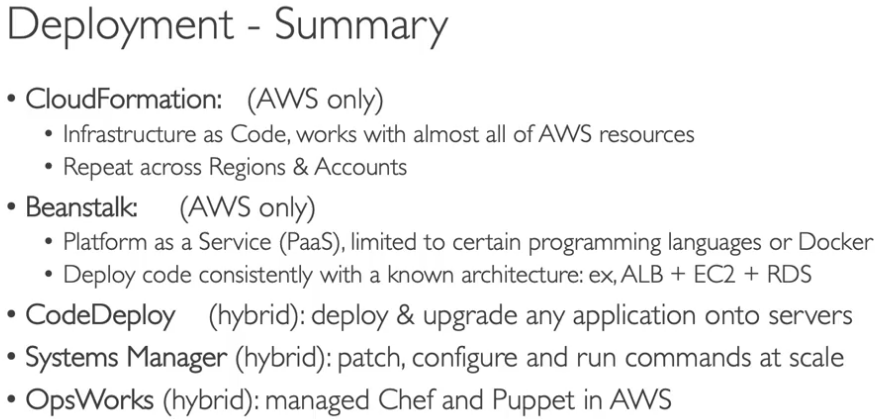 Deployment - Summary
• CloudFormation: (AWS only)
• Infrastructure as Code, works with almost all of AWS resources
• Repeat across Regions & Accounts
• Beanstalk: (AWS only)
• Platform as a Service (PaaS), limited to certain programming languages or Docker
• Deploy code consistently with a known architecture: ex, ALB + EC2 + RDS
• CodeDeploy (hybrid): deploy & upgrade any application onto servers
• Systems Manager (hybrid): patch, configure and run commands at scale
• OpsWorks (hybrid): managed Chef and Puppet in AWS